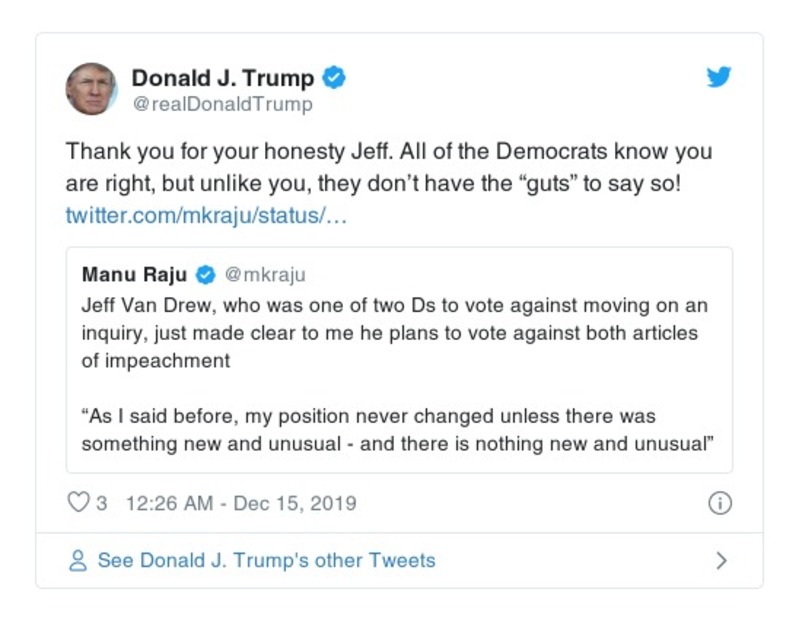 Donald J. Trump
@realDonaldTrump
Thank you for your honesty Jeff. All of the Democrats know you
are right, but unlike you, they don’t have the “guts” to say so!
twitter.com/mkraju/status/…
Manu Raju @mkraju
Jeff Van Drew, who was one of two Ds to vote against moving on an
inquiry, just made clear to me he plans to vote against both articles
of impeachment
“As I said before, my position never changed unless there was
something new and unusual - and there is nothing new and unusual”
3 12:26 AM - Dec 15, 2019
See Donald J. Trump's other Tweets